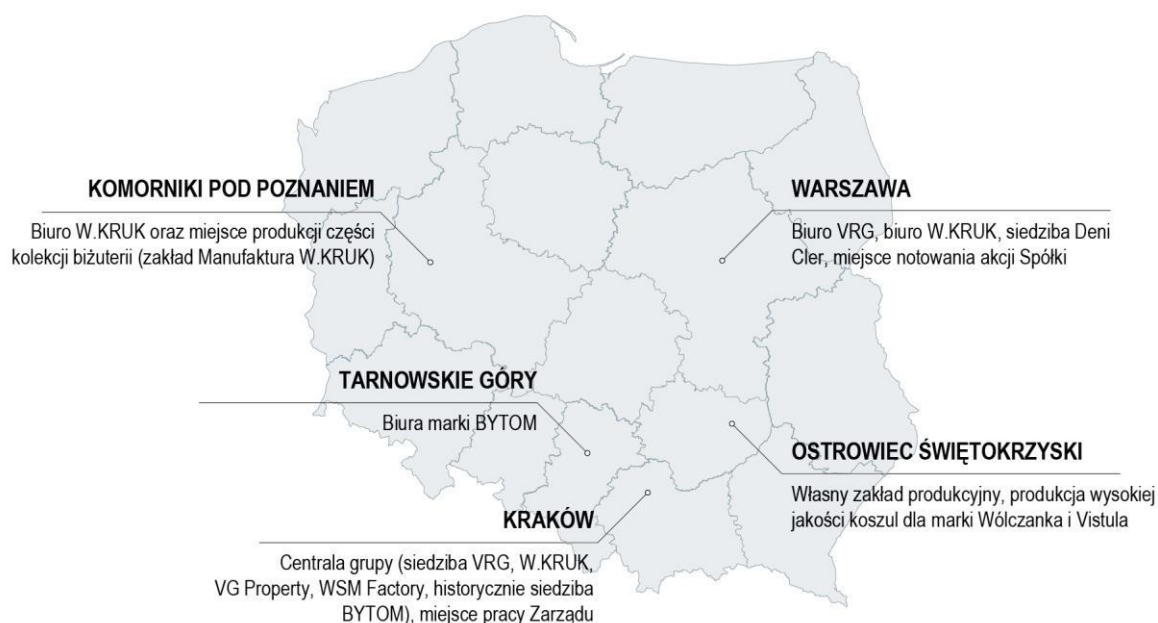 KOMORNIKI POD POZNANIEM
Biuro W.KRUK oraz miejsce produkcji części
kolekcji biżuterii (zakład Manufaktura W.KRUK)
WARSZAWA
Biuro VRG, biuro W.KRUK, siedziba Deni
Cler, miejsce notowania akcji Spółki
TARNOWSKIE GÓRY
Biura marki BYTOM
OSTROWIEC ŚWIĘTOKRZYSKI
Własny zakład produkcyjny, produkcja wysokiej
jakości koszul dla marki Wólczanka i Vistula
KRAKÓW
Centrala grupy (siedziba VRG, W.KRUK,
VG Property, WSM Factory, historycznie siedziba
BYTOM), miejsce pracy Zarządu